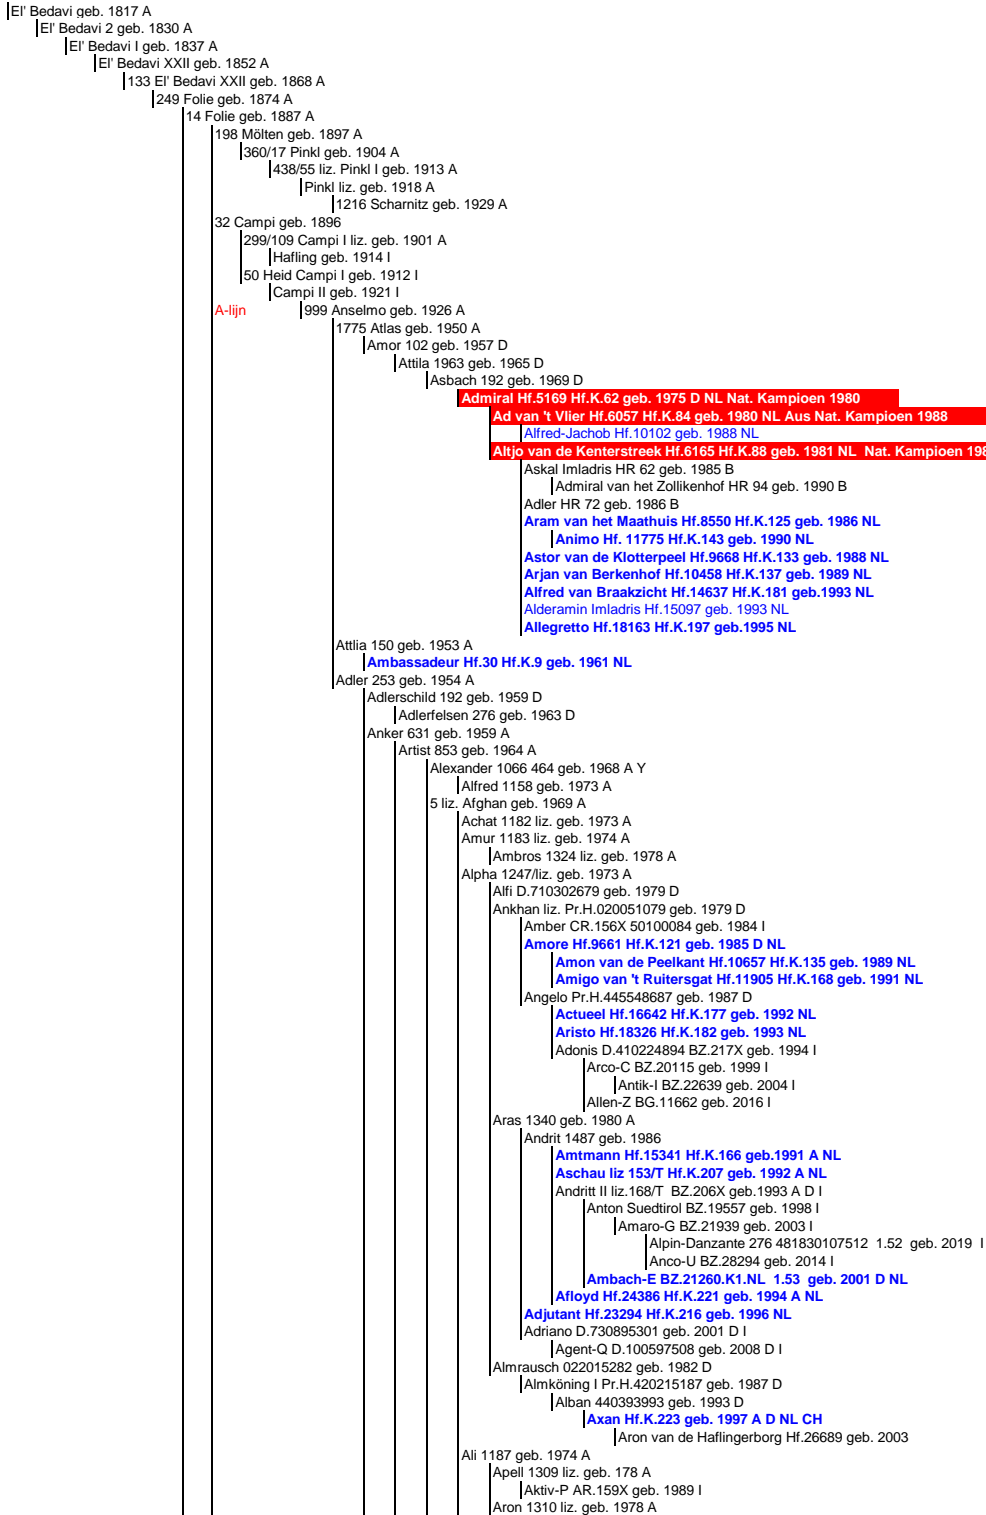 El' Bedavi geb. 1817 A
El' Bedavi 2 geb. 1830 A
El' Bedavi I geb. 1837 A
El' Bedavi XXII geb. 1852 A
133 El' Bedavi XXII geb. 1868 A
249 Folie geb. 1874 A
14 Folie geb. 1887 A
198 Mölten geb. 1897 A
360/17 Pinkl geb. 1904 A
438/55 liz. Pinkl I geb. 1913 A
Pinkl liz. geb. 1918 A
1216 Scharnitz geb. 1929 A
32 Campi geb. 1896
299/109 Campi I liz. geb. 1901 A
Hafling geb. 1914 I
50 Heid Campi I geb. 1912 I
Campi II geb. 1921 I
A-lijn 999 Anselmo geb. 1926 A
1775 Atlas geb. 1950 A
Amor 102 geb. 1957 D
Attila 1963 geb. 1965 D
Asbach 192 geb. 1969 D
Admiral Hf.5169 Hf.K.62 geb. 1975 D NL Nat. Kampioen 1980
Ad van 't Vlier Hf.6057 Hf.K.84 geb. 1980 NL Aus Nat. Kampioen 1988
Alfred-Jachob Hf.10102 geb. 1988 NL
Altjo van de Kenterstreek Hf.6165 Hf.K.88 geb. 1981 NL Nat. Kampioen 198
Askal Imladris HR 62 geb. 1985 B
Admiral van het Zollikenhof HR 94 geb. 1990 B
Adler HR 72 geb. 1986 B
Aram van het Maathuis Hf.8550 Hf.K.125 geb. 1986 NL
Animo Hf. 11775 Hf.K.143 geb. 1990 NL
Astor van de Klotterpeel Hf.9668 Hf.K.133 geb. 1988 NL
Arjan van Berkenhof Hf.10458 Hf.K.137 geb. 1989 NL
Alfred van Braakzicht Hf.14637 Hf.K.181 geb.1993 NL
Alderamin Imladris Hf.15097 geb. 1993 NL
Allegretto Hf.18163 Hf.K.197 geb.1995 NL
Attlia 150 geb. 1953 A
Ambassadeur Hf.30 Hf.K.9 geb. 1961 NL
Adler 253 geb. 1954 A
Adlerschild 192 geb. 1959 D
Adlerfelsen 276 geb. 1963 D
Anker 631 geb. 1959 A
Artist 853 geb. 1964 A
Alexander 1066 464 geb. 1968 A Y
Alfred 1158 geb. 1973 A
5 liz. Afghan geb. 1969 A
Achat 1182 liz. geb. 1973 A
Amur 1183 liz. geb. 1974 A
Ambros 1324 liz. geb. 1978 A
Alpha 1247/liz. geb. 1973 A
Alfi D.710302679 geb. 1979 D
Ankhan liz. Pr.H.020051079 geb. 1979 D
Amber CR.156X 50100084 geb. 1984 I
Amore Hf.9661 Hf.K.121 geb. 1985 D NL
Amon van de Peelkant Hf.10657 Hf.K.135 geb. 1989 NL
Amigo van 't Ruitersgat Hf.11905 Hf.K.168 geb. 1991 NL
Angelo Pr.H.445548687 geb. 1987 D
Actueel Hf.16642 Hf.K.177 geb. 1992 NL
Aristo Hf.18326 Hf.K.182 geb. 1993 NL
Adonis D.410224894 BZ.217X geb. 1994 I
Arco-C BZ.20115 geb. 1999 I
Antik-I BZ.22639 geb. 2004 I
Allen-Z BG.11662 geb. 2016 I
Aras 1340 geb. 1980 A
Andrit 1487 geb. 1986
Amtmann Hf.15341 Hf.K.166 geb.1991 A NL
Aschau liz 153/T Hf.K.207 geb. 1992 A NL
Andritt II liz.168/T BZ.206X geb.1993 A D I
Anton Suedtirol BZ.19557 geb. 1998 I
Amaro-G BZ.21939 geb. 2003 I
Alpin-Danzante 276 481830107512 1.52 geb. 2019 I
Anco-U BZ.28294 geb. 2014 I
Ambach-E BZ.21260.K1.NL 1.53 geb. 2001 D NL
Afloyd Hf.24386 Hf.K.221 geb. 1994 A NL
Adjutant Hf.23294 Hf.K.216 geb. 1996 NL
Adriano D.730895301 geb. 2001 D I
Agent-Q D.100597508 geb. 2008 D I
Almrausch 022015282 geb. 1982 D
Almköning I Pr.H.420215187 geb. 1987 D
Alban 440393993 geb. 1993 D
Axan Hf.K.223 geb. 1997 A D NL CH
Aron van de Haflingerborg Hf.26689 geb. 2003
Ali 1187 geb. 1974 A
Apell 1309 liz. geb. 178 A
Aktiv-P AR.159X geb. 1989 I
Aron 1310 liz. geb. 1978 A